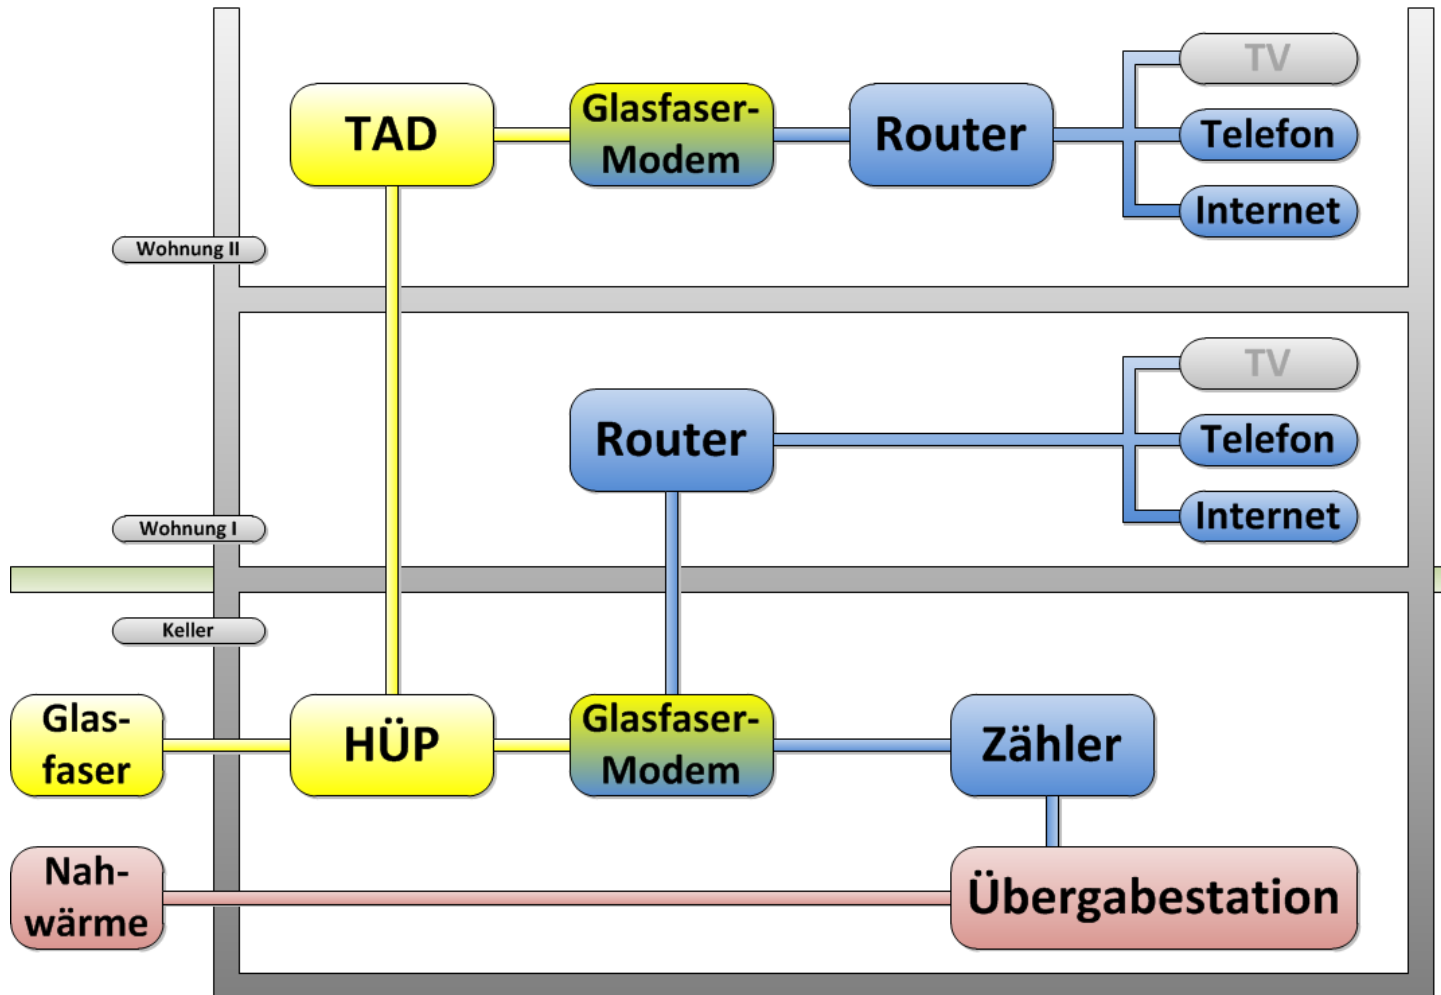 TV
TAD
Glasfaser-
Modem
Router
Telefon
Internet
Wohnung II
TV
Router
Telefon
Internet
Wohnung I
Keller
Glas-
faser
HÜP
Glasfaser-
Modem
Zähler
Nah-
wärme
Übergabestation